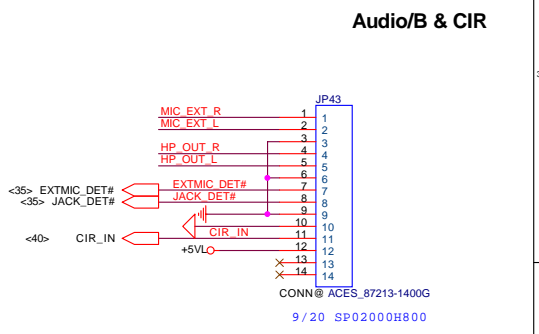 Audio/B & CIR
3
JP43
MIC_EXT_R 1 1
MIC_EXT_L 2 2
3 3
HP_OUT_R 4 4
HP_OUT_L 5 5
6 6
<35> EXTMIC_DET# EXTMIC_DET# 7 7
<35> JACK_DET# JACK_DET# 8 8
9 9
10 10
<40> CIR_IN CIR_IN 11 11
+5VL 12 12
13 13
14 14
CONN@ ACES_87213-1400G
9/20 SP02000H800